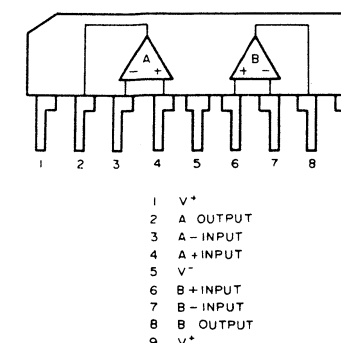 A B
- + + -
1 2 3 4 5 6 7 8
1 V+
2 A OUTPUT
3 A-INPUT
4 A+INPUT
5 V-
6 B+INPUT
7 B-INPUT
8 B OUTPUT
9 V+